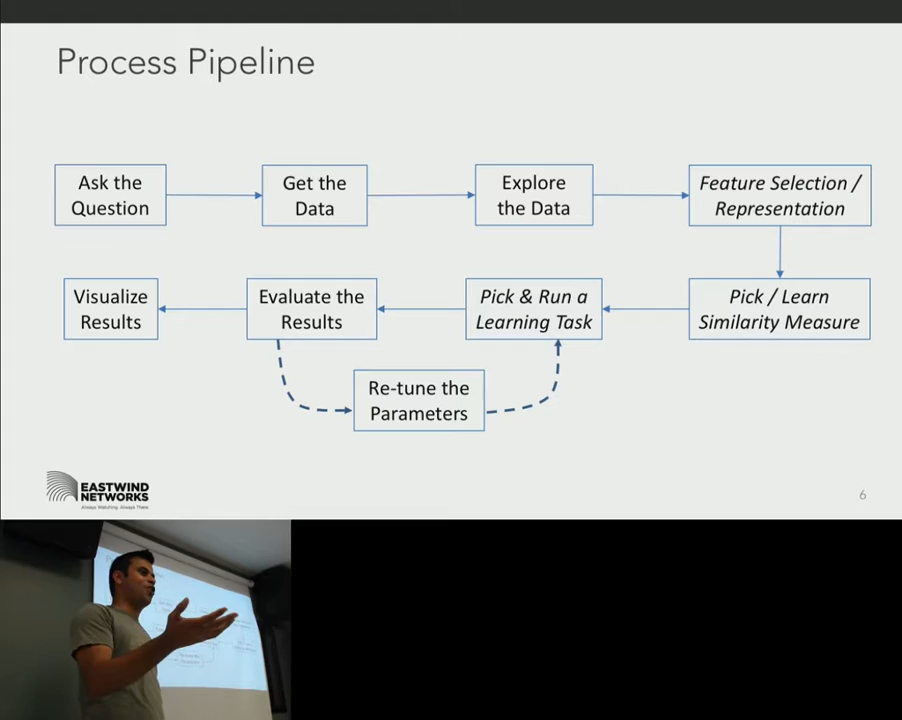 Process Pipeline
Ask the
Question
Get the
Data
Explore
the Data
Feature Selection /
Representation
Visualize
Results
Evaluate the
Results
Pick & Run a
Learning Task
Pick / Learn
Similarity Measure
Re-tune the
Parameters
EASTWIND
NETWORKS
Always Watching. Always There
6